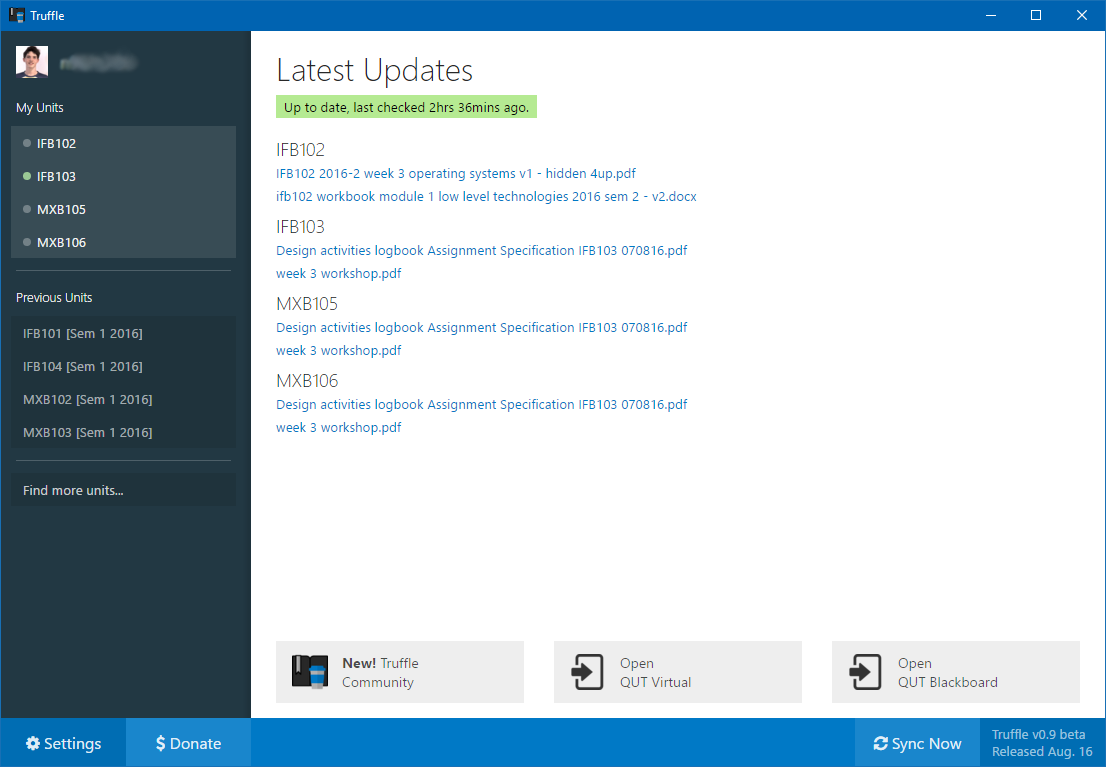 Truffle
My Units
IFB102
IFB103
MXB105
MXB106
Previous Units
IFB101 [Sem 1 2016]
IFB104 [Sem 1 2016]
MXB102 [Sem 1 2016]
MXB103 [Sem 1 2016]
Find more units...
Latest Updates
Up to date, last checked 2hrs 36mins ago.
IFB102
IFB102 2016-2 week 3 operating systems v1 - hidden 4up.pdf
ifb102 workbook module 1 low level technologies 2016 sem 2 - v2.docx
IFB103
Design activities logbook Assignment Specification IFB103 070816.pdf
week 3 workshop.pdf
MXB105
Design activities logbook Assignment Specification IFB103 070816.pdf
week 3 workshop.pdf
MXB106
Design activities logbook Assignment Specification IFB103 070816.pdf
week 3 workshop.pdf
New! Truffle
Community
Open
QUT Virtual
Open
QUT Blackboard
Settings
$ Donate
Sync Now
Truffle v0.9 beta
Released Aug. 16